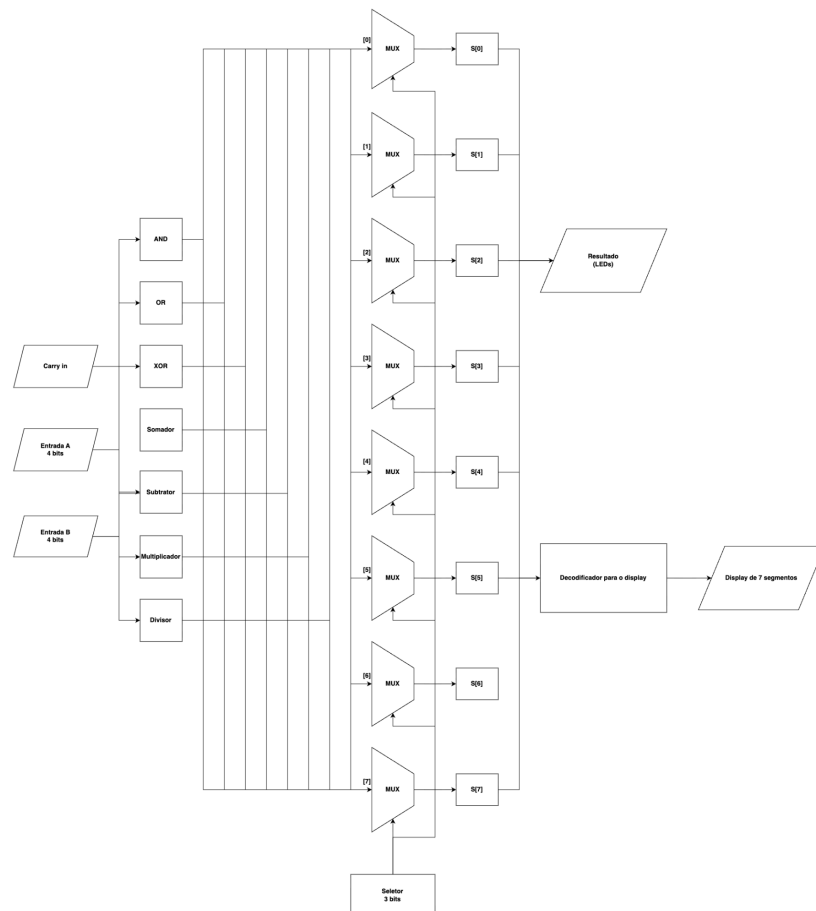 [0]
MUX
S[0]
[1]
MUX
S[1]
AND
[2]
MUX
S[2]
Resultado
(LEDs)
OR
Carry in
XOR
[3]
MUX
S[3]
Somador
Entrada A
4 bits
[4]
MUX
S[4]
Subtrator
Entrada B
4 bits
Multiplicador
[5]
MUX
S[5]
Decodificador para o display
Display de 7 segmentos
Divisor
[6]
MUX
S[6]
[7]
MUX
S[7]
Seletor
3 bits